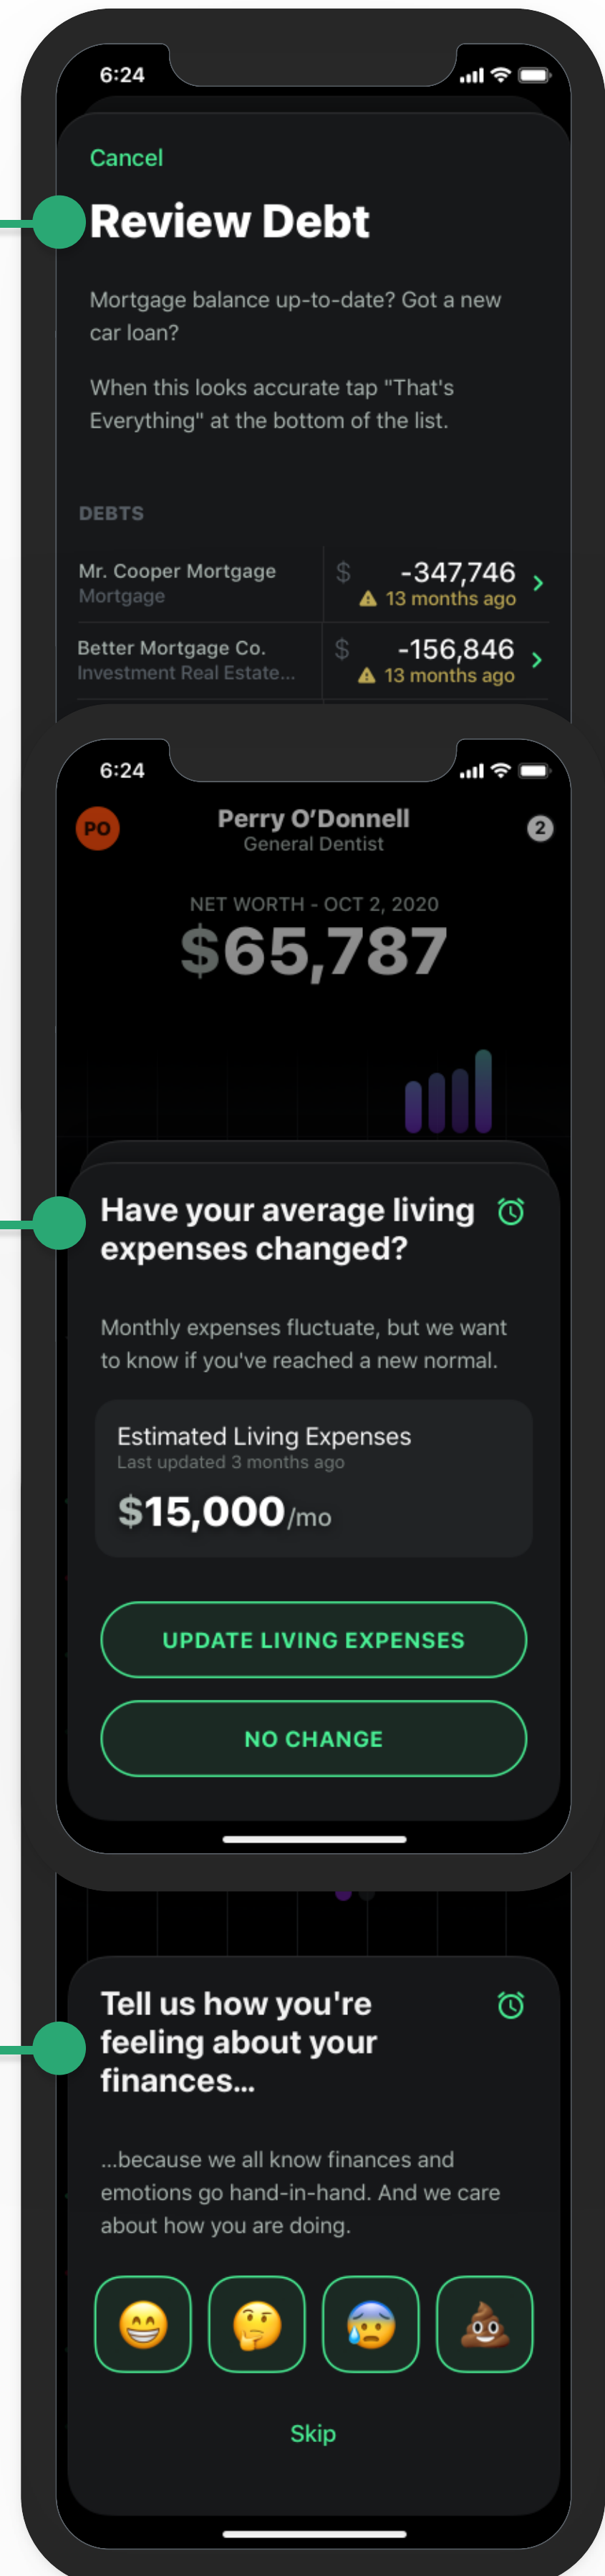 6:24
Cancel
Review Debt
Mortgage balance up-to-date? Got a new
car loan?
When this looks accurate tap "That's
Everything" at the bottom of the list.
DEBTS
Mr. Cooper Mortgage
Mortgage
$ -347,746
13 months ago
Better Mortgage Co.
Investment Real Estate...
$ -156,846
13 months ago
6:24
PO
Perry O'Donnell
General Dentist
2
NET WORTH - OCT 2, 2020
$65,787
Have your average living
expenses changed?
Monthly expenses fluctuate, but we want
to know if you've reached a new normal.
Estimated Living Expenses
Last updated 3 months ago
$15,000/mo
UPDATE LIVING EXPENSES
NO CHANGE
Tell us how you're
feeling about your
finances...
...because we all know finances and
emotions go hand-in-hand. And we care
about how you are doing.
Skip